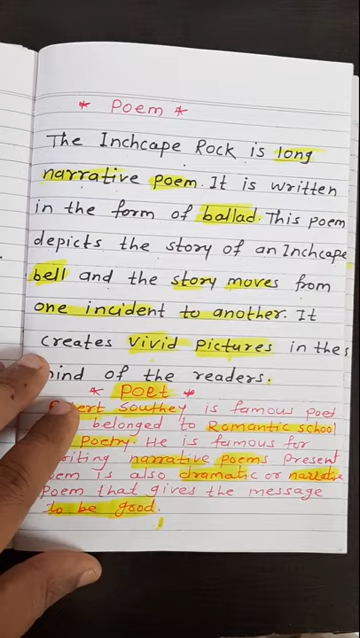 * Poem *
The Inchcape Rock is long
narrative poem. It is written
in the form of ballad. This poem
depicts the story of an Inchcape
bell and the story moves from
one incident to another. It
creates vivid pictures in the
mind of the readers.
* POET *
Southey is famous poet
belonged to Romantic school
poetry. He is famous for
writing narrative poems present
poem is also dramatic or
poem that gives the message
to be good.